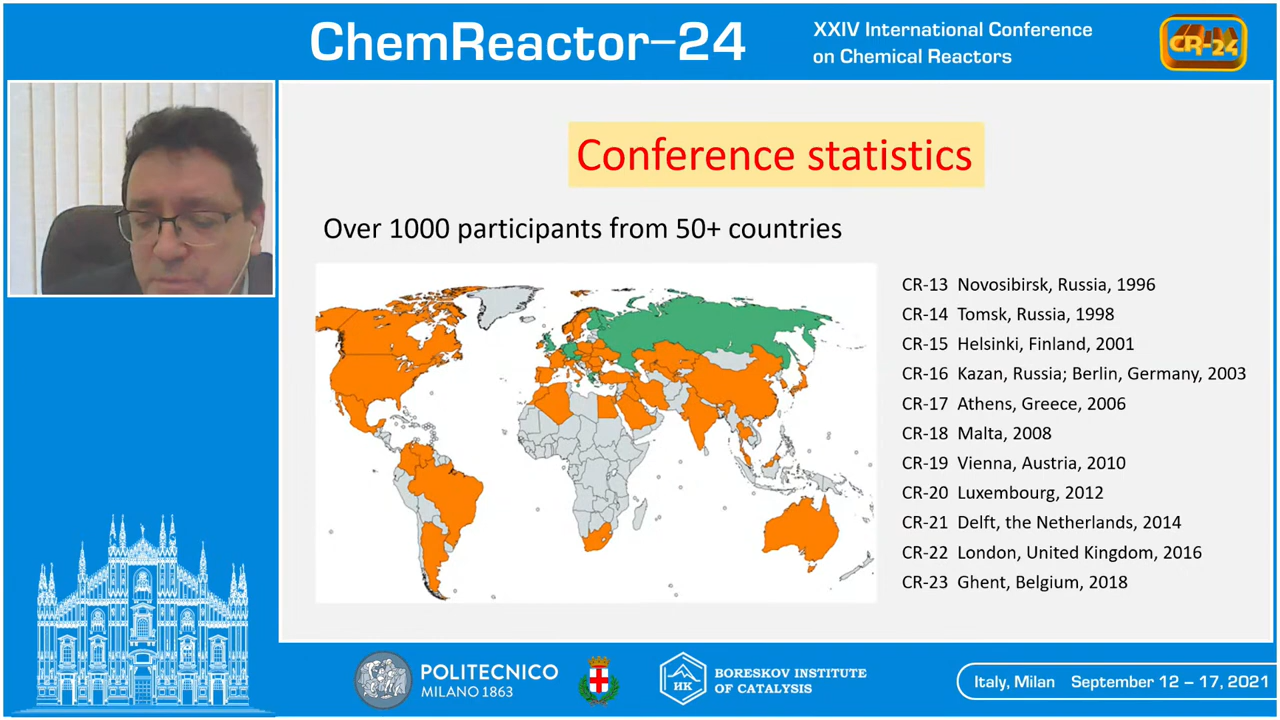 ChemReactor–24
XXIV International Conference
on Chemical Reactors
CR-24
Conference statistics
Over 1000 participants from 50+ countries
CR-13 Novosibirsk, Russia, 1996
CR-14 Tomsk, Russia, 1998
CR-15 Helsinki, Finland, 2001
CR-16 Kazan, Russia; Berlin, Germany, 2003
CR-17 Athens, Greece, 2006
CR-18 Malta, 2008
CR-19 Vienna, Austria, 2010
CR-20 Luxembourg, 2012
CR-21 Delft, the Netherlands, 2014
CR-22 London, United Kingdom, 2016
CR-23 Ghent, Belgium, 2018
POLITECNICO
MILANO 1863
НК
BORESKOV INSTITUTE
OF CATALYSIS
Italy, Milan September 12 – 17, 2021